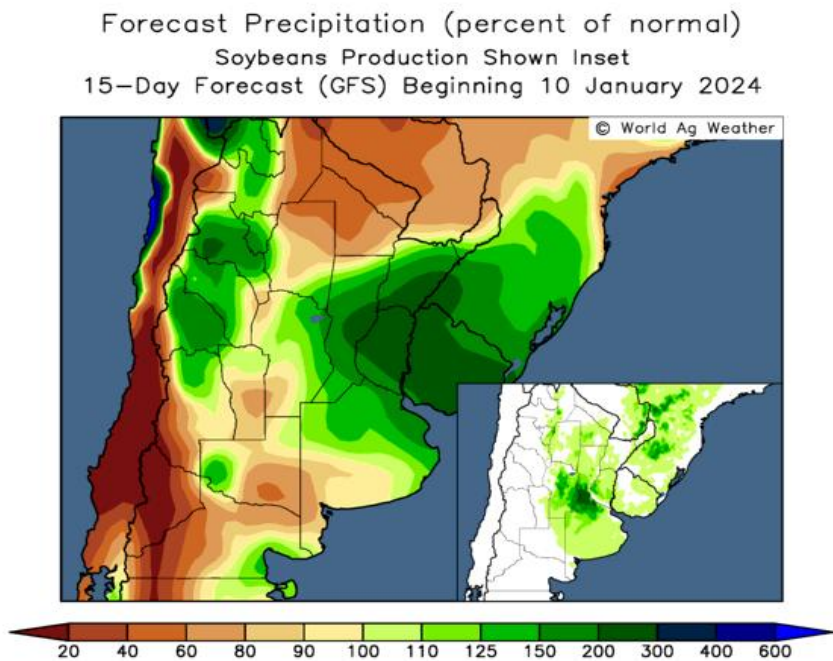 Forecast Precipitation (percent of normal)
Soybeans Production Shown Inset
15-Day Forecast (GFS) Beginning 10 January 2024
© World Ag Weather
20 40 60 80 90 100 110 125 150 200 300 400 600